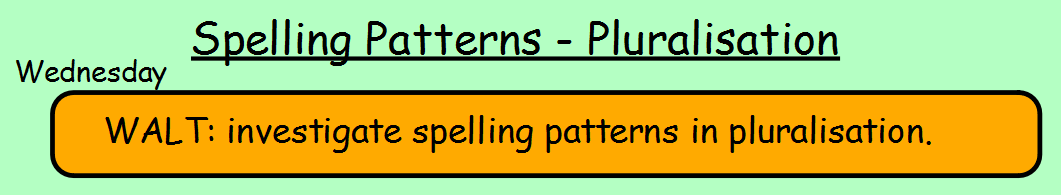 Spelling Patterns - Pluralisation
Wednesday
WALT: investigate spelling patterns in pluralisation.